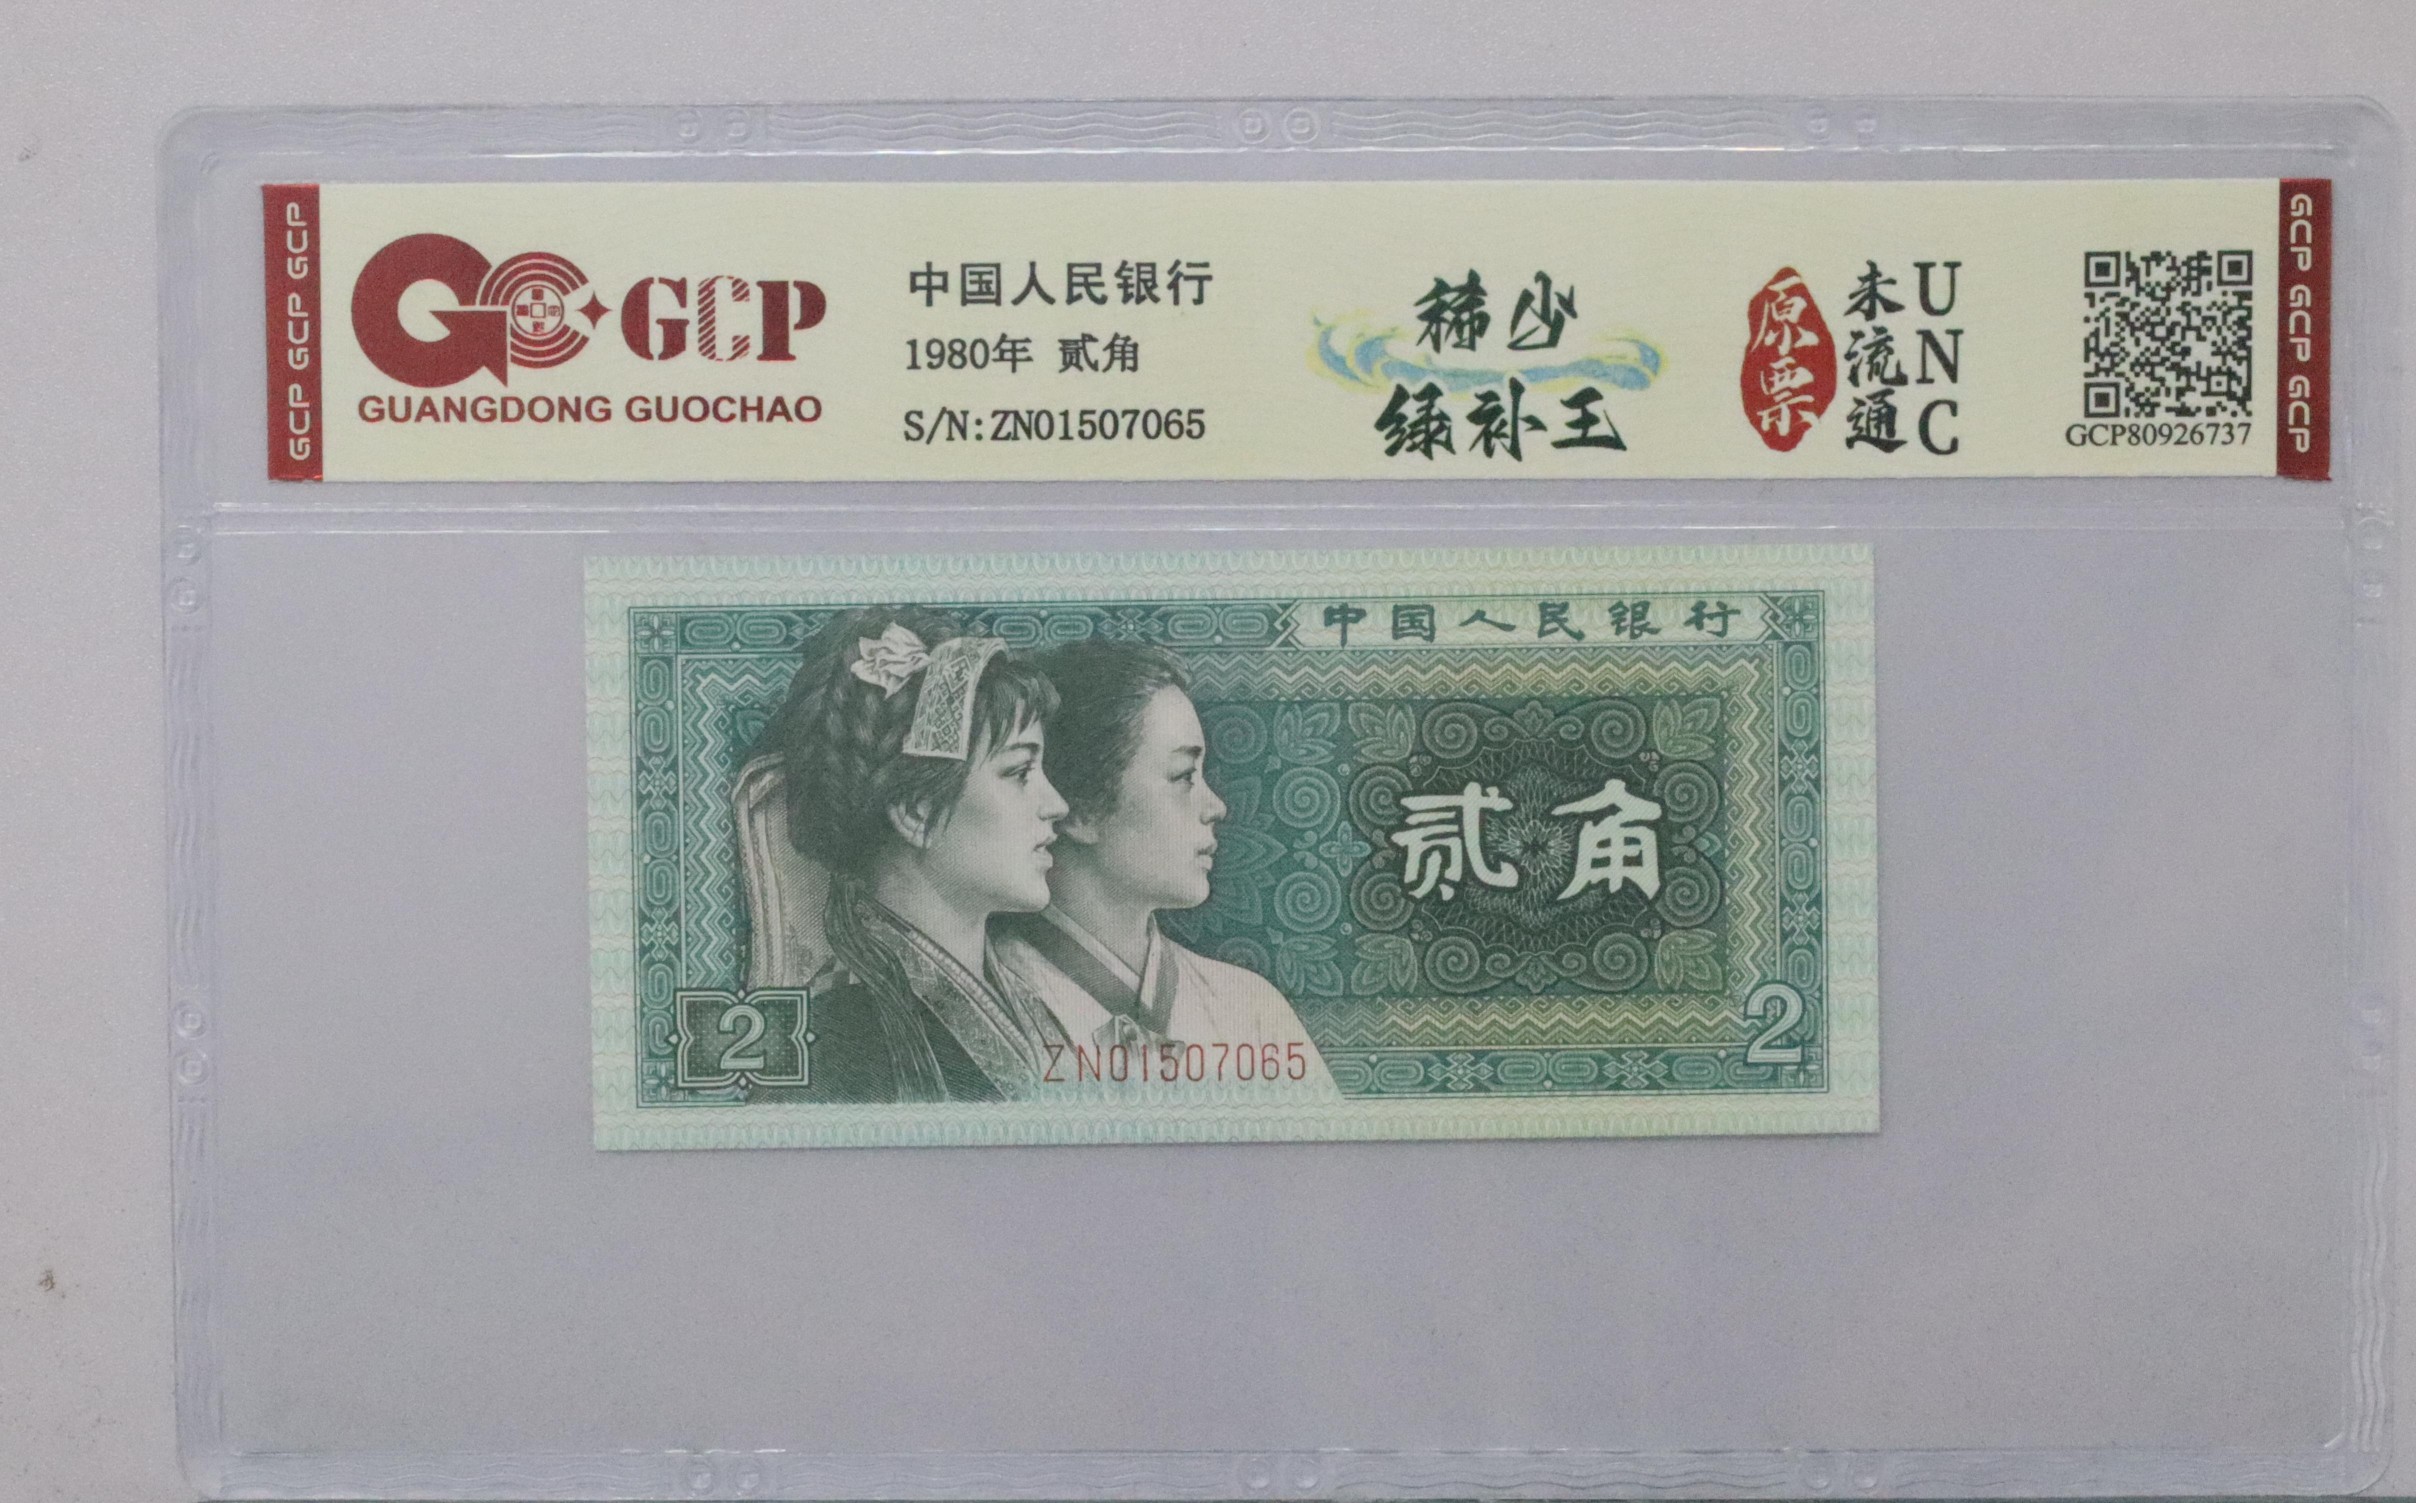 GCP GCP GCP
GCP
GUANGDONG GUOCHAO
中国人民银行
1980年 贰角
S/N:ZN01507065
稀少
绿补王
原票
未流通
UNC
GCP80926737
GCP GCP GCP
中国人民银行
贰角
2
2
ZN01507065